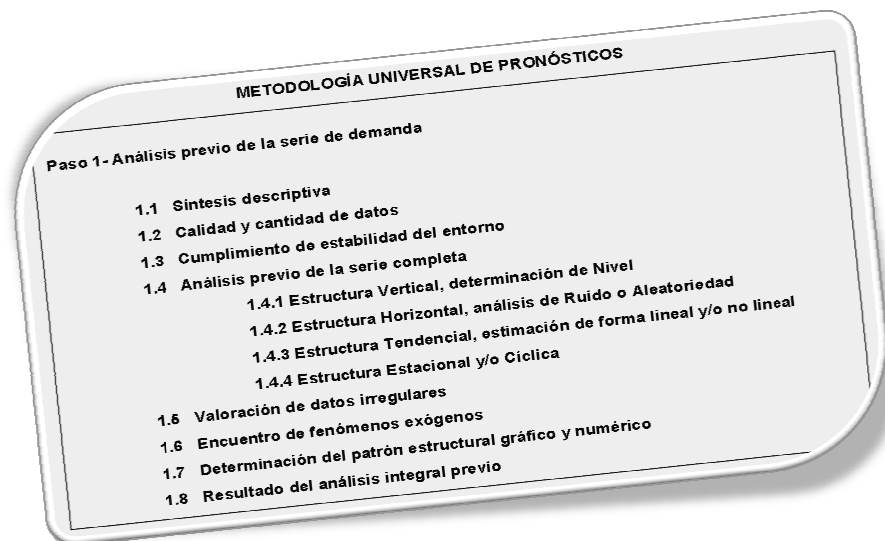 METODOLOGÍA UNIVERSAL DE PRONÓSTICOS
Paso 1- Análisis previo de la serie de demanda
1.1 Síntesis descriptiva
1.2 Calidad y cantidad de datos
1.3 Cumplimiento de estabilidad del entorno
1.4 Análisis previo de la serie completa
1.4.1 Estructura Vertical, determinación de Nivel
1.4.2 Estructura Horizontal, análisis de Ruido o Aleatoriedad
1.4.3 Estructura Tendencial, estimación de forma lineal y/o no lineal
1.4.4 Estructura Estacional y/o Cíclica
1.5 Valoración de datos irregulares
1.6 Encuentro de fenómenos exógenos
1.7 Determinación del patrón estructural gráfico y numérico
1.8 Resultado del análisis integral previo